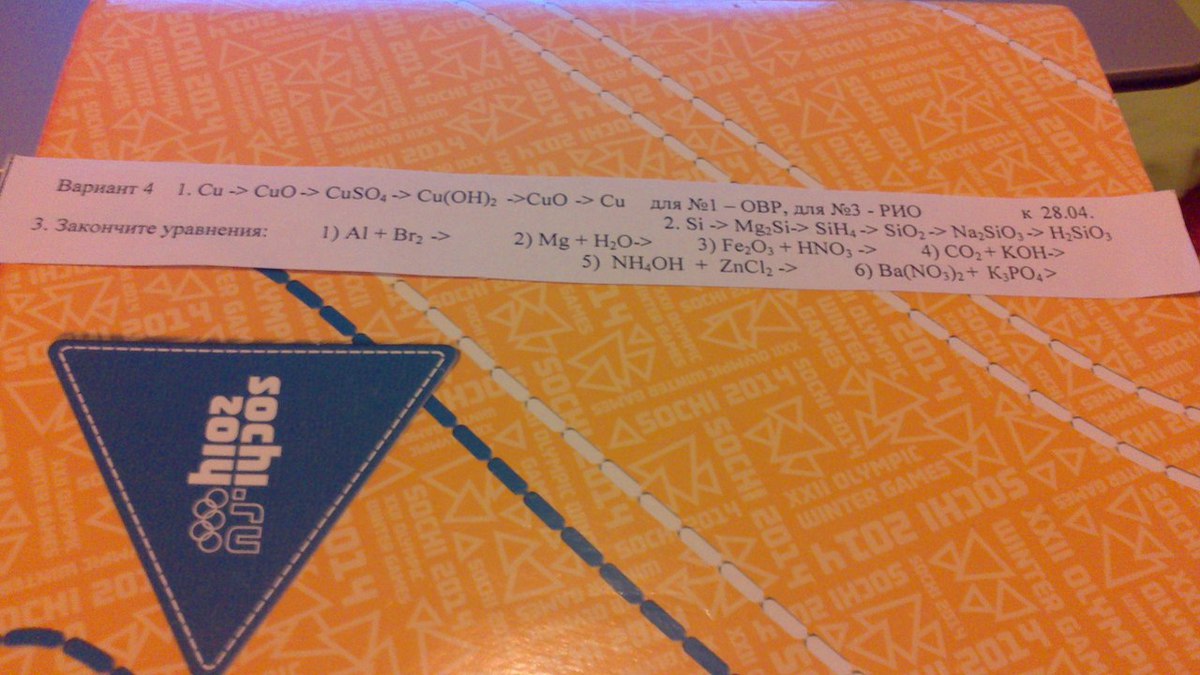 Вариант 4 1. Cu -> CuO -> CuSO₄ -> Cu(OH)₂ ->CuO -> Cu для №1 – ОВР, для №3 - РИО к 28.04.
2. Si -> Mg₂Si-> SiH₄ -> SiO₂ -> Na₂SiO₃ -> H₂SiO₃
3. Закончите уравнения: 1) Al + Br₂ -> 2) Mg + H₂O-> 3) Fe₂O₃ + HNO₃ -> 4) CO₂ + KOH->
5) NH₄OH + ZnCl₂ -> 6) Ba(NO₃)₂ + K₃PO₄>
sochi
2014
.ru
SOCHI 2014
XXII OLYMPIC
WINTER GAMES